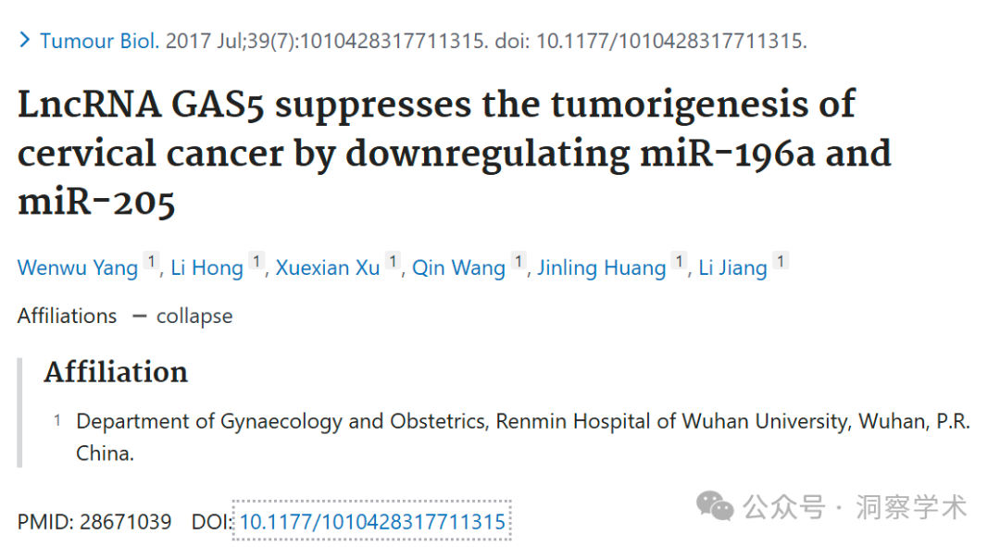 Tumour Biol. 2017 Jul;39(7):1010428317711315. doi: 10.1177/1010428317711315.
LncRNA GAS5 suppresses the tumorigenesis of
cervical cancer by downregulating miR-196a and
miR-205
Wenwu Yang 1, Li Hong 1, Xuexian Xu 1, Qin Wang 1, Jinling Huang 1, Li Jiang 1
Affiliations — collapse
Affiliation
1 Department of Gynaecology and Obstetrics, Renmin Hospital of Wuhan University, Wuhan, P.R.
China.
PMID: 28671039 DOI: 10.1177/1010428317711315
公众号 · 洞察学术